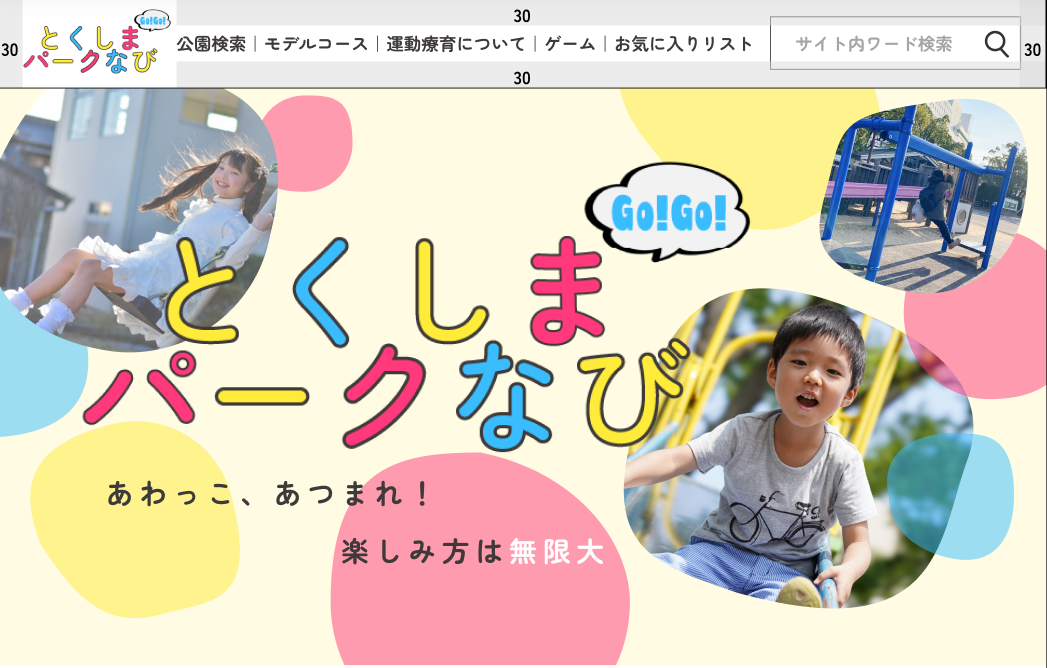 30
Go!Go!
とくしま
パークなび
30
公園検索｜モデルコース｜運動療育について｜ゲーム｜お気に入りリスト
サイト内ワード検索
30
30
Go!Go!
とくしま
パークなび
あわっこ、あつまれ！
楽しみ方は無限大